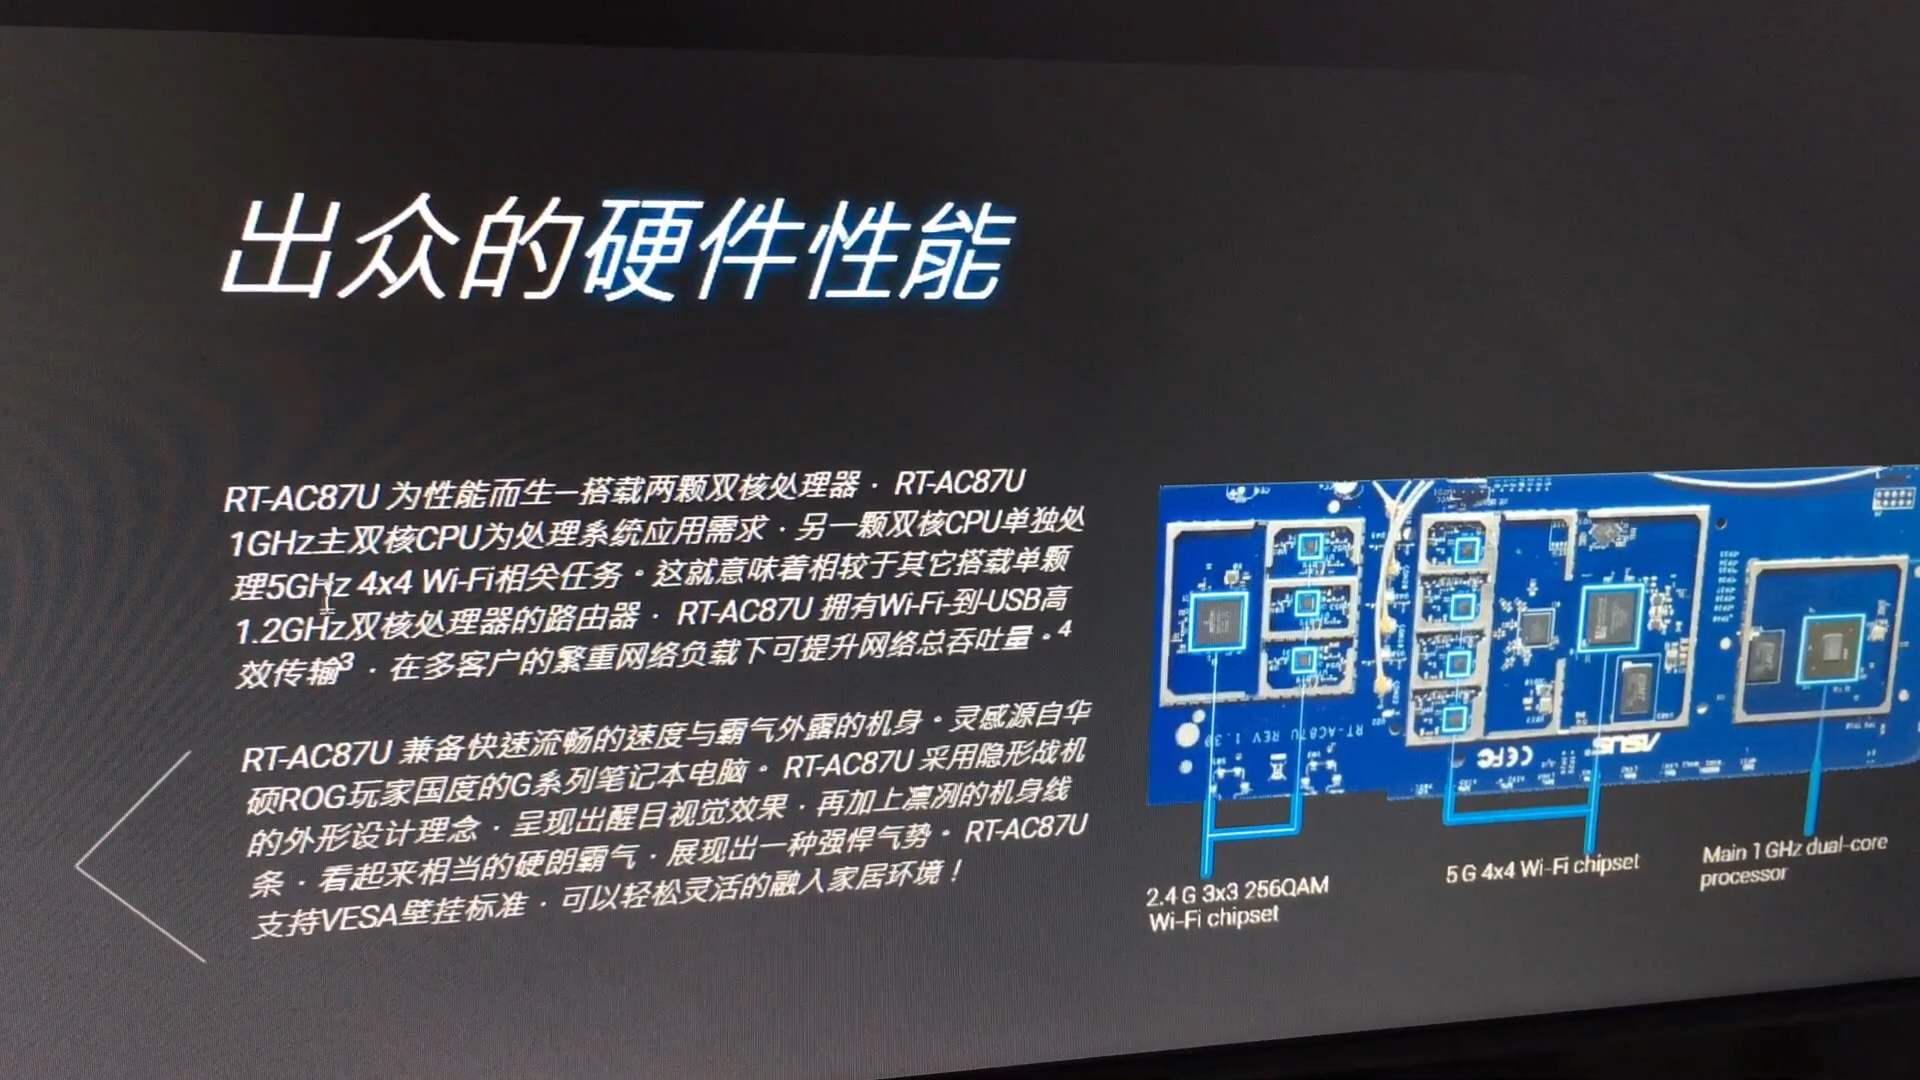 出众的硬件性能
RT-AC87U 为性能而生—搭载两颗双核处理器，RT-AC87U
1GHz主双核CPU为处理系统应用需求，另一颗双核CPU单独处
理5GHz 4x4 Wi-Fi相关任务。这就意味着相较于其它搭载单颗
1.2GHz双核处理器的路由器，RT-AC87U 拥有Wi-Fi-到-USB高
效传输3，在多客户的繁重网络负载下可提升网络总吞吐量。4
RT-AC87U 兼备快速流畅的速度与霸气外露的机身。灵感源自华
硕ROG玩家国度的G系列笔记本电脑。RT-AC87U 采用隐形战机
的外形设计理念，呈现出醒目视觉效果，再加上凛冽的机身线
条，看起来相当的硬朗霸气，展现出一种强悍气势。RT-AC87U
支持VESA壁挂标准，可以轻松灵活的融入家居环境！
RT-AC87U REV 1.30
ASUS
2.4 G 3x3 256QAM
Wi-Fi chipset
5 G 4x4 Wi-Fi chipset
Main 1 GHz dual-core
processor